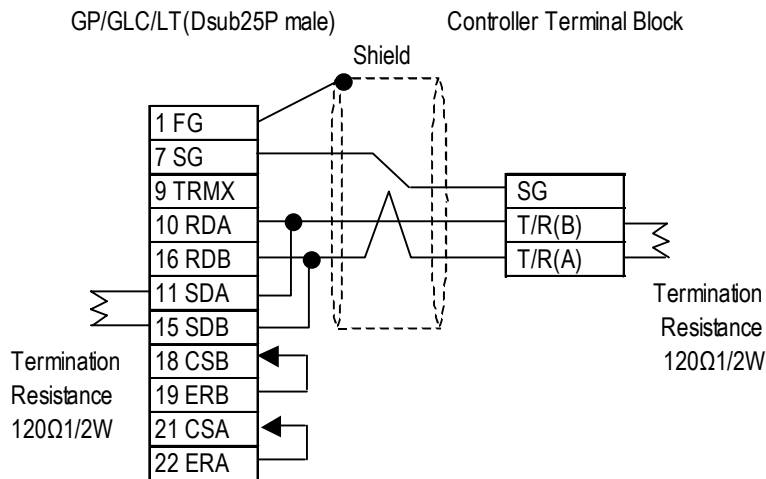 GP/GLC/LT(Dsub25P male)
Controller Terminal Block
Shield
1 FG
7 SG
9 TRMX
10 RDA
16 RDB
11 SDA
15 SDB
18 CSB
19 ERB
21 CSA
22 ERA
SG
T/R(B)
T/R(A)
Termination
Resistance
120Ω1/2W
Termination
Resistance
120Ω1/2W